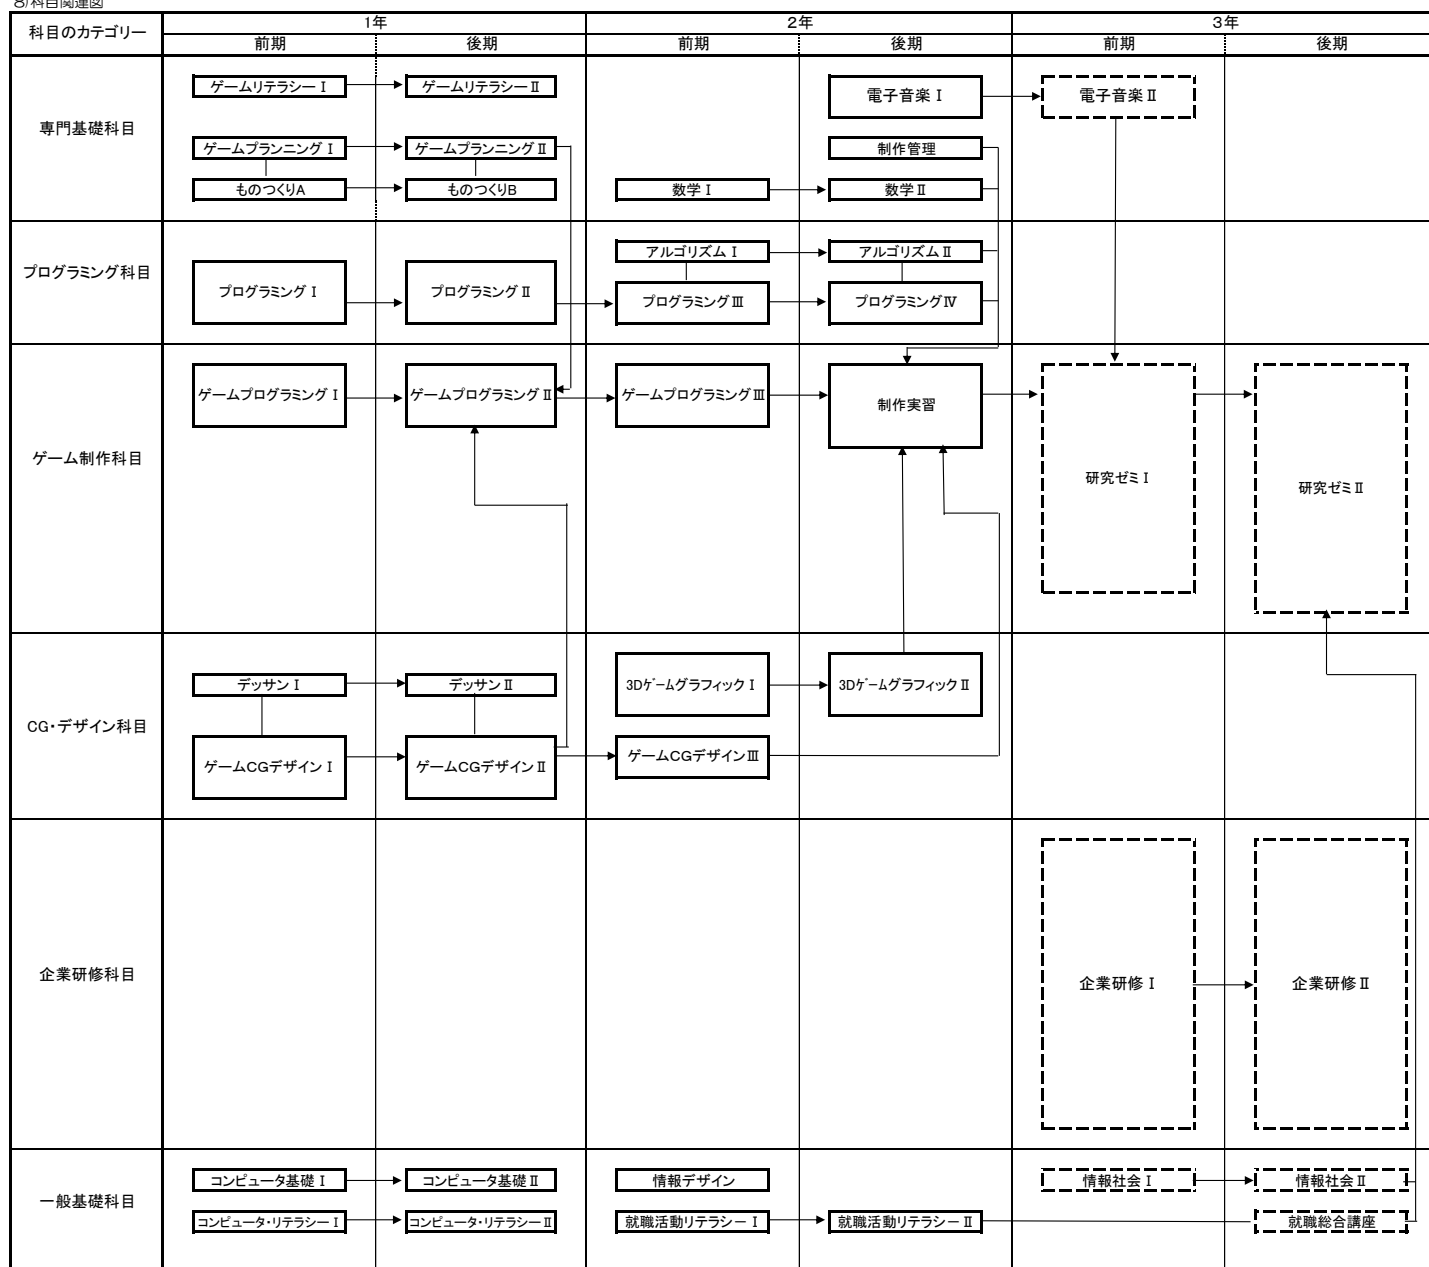 8)科目関連図
科目のカテゴリー
1年
2年
3年
前期
後期
前期
後期
前期
後期
専門基礎科目
ゲームリテラシーⅠ
ゲームリテラシーⅡ
電子音楽Ⅰ
電子音楽Ⅱ
ゲームプランニングⅠ
ゲームプランニングⅡ
制作管理
ものつくりA
ものつくりB
数学Ⅰ
数学Ⅱ
プログラミング科目
アルゴリズムⅠ
アルゴリズムⅡ
プログラミングⅠ
プログラミングⅡ
プログラミングⅢ
プログラミングⅣ
ゲーム制作科目
ゲームプログラミングⅠ
ゲームプログラミングⅡ
ゲームプログラミングⅢ
制作実習
研究ゼミⅠ
研究ゼミⅡ
CG・デザイン科目
デッサンⅠ
デッサンⅡ
3DゲームグラフィックⅠ
3DゲームグラフィックⅡ
ゲームCGデザインⅠ
ゲームCGデザインⅡ
ゲームCGデザインⅢ
企業研修科目
企業研修Ⅰ
企業研修Ⅱ
一般基礎科目
コンピュータ基礎Ⅰ
コンピュータ基礎Ⅱ
情報デザイン
情報社会Ⅰ
情報社会Ⅱ
コンピュータ・リテラシーⅠ
コンピュータ・リテラシーⅡ
就職活動リテラシーⅠ
就職活動リテラシーⅡ
就職総合講座